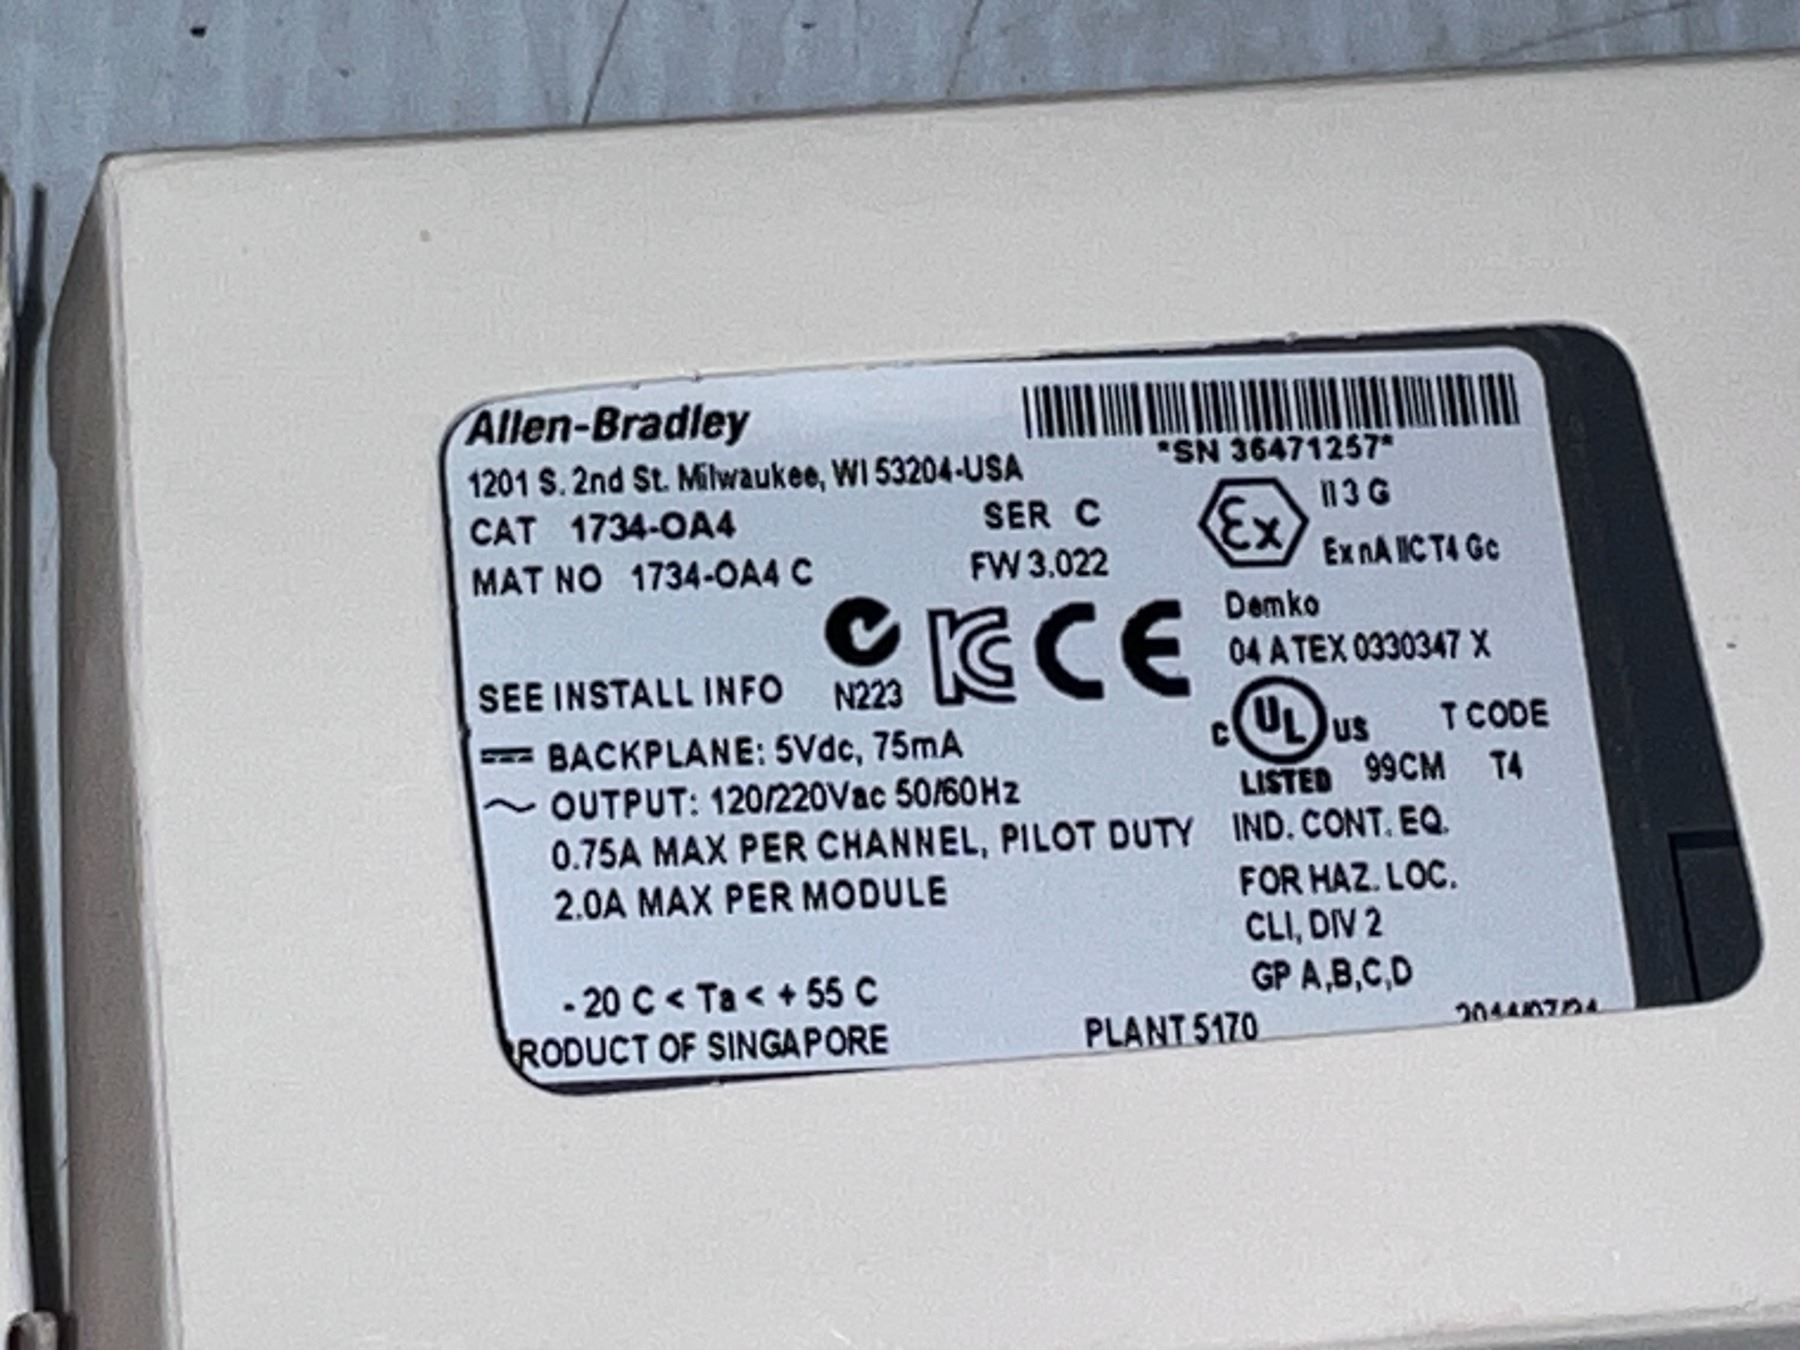 Allen-Bradley
*SN 36471257*
1201 S. 2nd St. Milwaukee, WI 53204-USA
CAT 1734-OA4 SER C
MAT NO 1734-OA4 C FW 3.022
Ex II 3 G
Ex nA IIC T4 Gc
Demko
04 ATEX 0330347 X
SEE INSTALL INFO N223 KC CE
BACKPLANE: 5Vdc, 75mA
OUTPUT: 120/220Vac 50/60Hz
0.75A MAX PER CHANNEL, PILOT DUTY
2.0A MAX PER MODULE
C UL US T CODE
LISTED 99CM T4
IND. CONT. EQ.
FOR HAZ. LOC.
CLI, DIV 2
GP A,B,C,D
- 20 C < Ta < + 55 C
PRODUCT OF SINGAPORE PLANT 5170